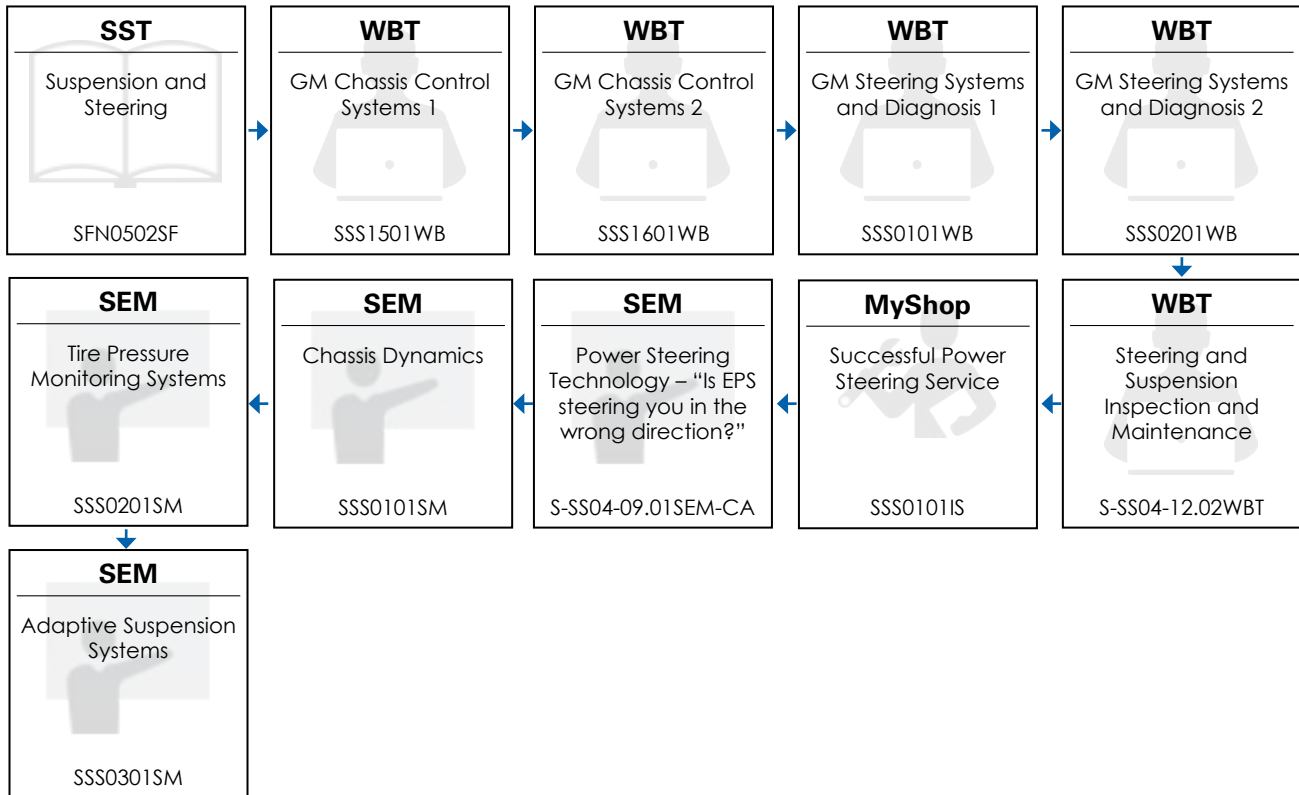 SST
Suspension and
Steering
SFN0502SF
WBT
GM Chassis Control
Systems 1
SSS1501WB
WBT
GM Chassis Control
Systems 2
SSS1601WB
WBT
GM Steering Systems
and Diagnosis 1
SSS0101WB
WBT
GM Steering Systems
and Diagnosis 2
SSS0201WB
WBT
Steering and
Suspension
Inspection and
Maintenance
S-SS04-12.02WBT
MyShop
Successful Power
Steering Service
SSS0101IS
SEM
Power Steering
Technology – “Is EPS
steering you in the
wrong direction?”
S-SS04-09.01SEM-CA
SEM
Chassis Dynamics
SSS0101SM
SEM
Tire Pressure
Monitoring Systems
SSS0201SM
SEM
Adaptive Suspension
Systems
SSS0301SM